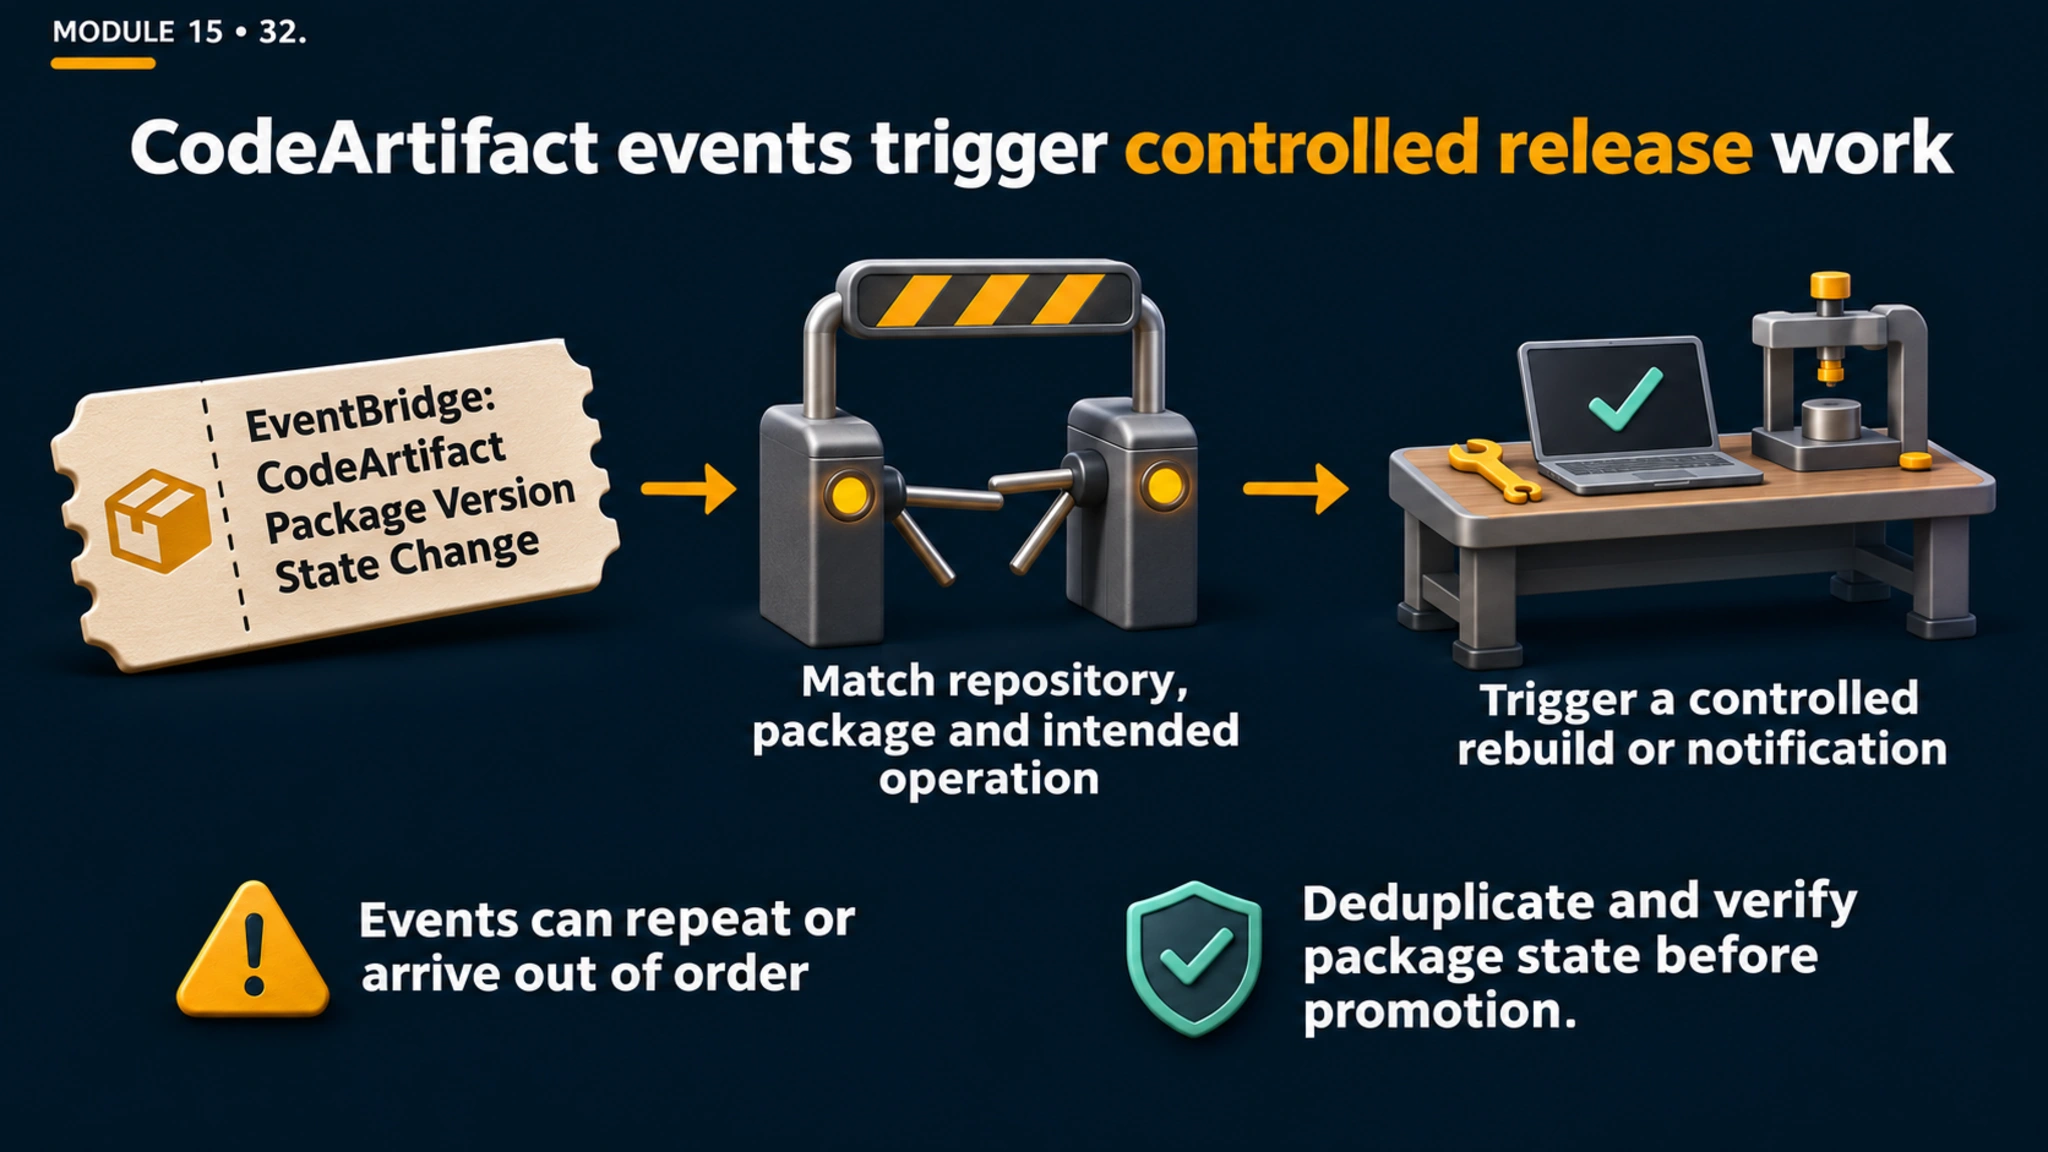 MODULE 15 • 32.
CodeArtifact events trigger controlled release work
EventBridge:
CodeArtifact
Package Version
State Change
Match repository,
package and intended
operation
Trigger a controlled
rebuild or notification
Events can repeat or
arrive out of order
Deduplicate and verify
package state before
promotion.